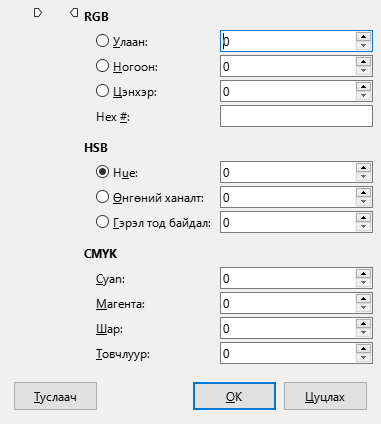 RGB
Улаан: 0
Ногоон: 0
Цэнхэр: 0
Hex #:
HSB
Hue: 0
Өнгөний ханалт: 0
Гэрэл тод байдал: 0
CMYK
Cyan: 0
Магента: 0
Шар: 0
Товчлуур: 0
Туслаач OK Цуцлах